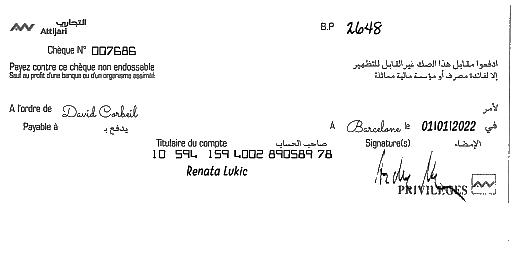 التجاري
Attijari
B.P 2648
Chèque N° 007686
Payez contre ce chèque non endossable
Sauf au profit d'une banque ou d'un organisme assimilé
ادفعوا مقابل هذا الصك غير القابل للتظهير
إلا لفائدة مصرف أو مؤسسة مالية مماثلة
A l'ordre de David Corbeil لأمر
Payable à يدفع بـ
A Barcelone le 01/01/2022 في
Titulaire du compte صاحب الحساب
Signature(s) الإمضاء
10 594 159 4002 890589 78
Renata Lukic
PRIVILEGES